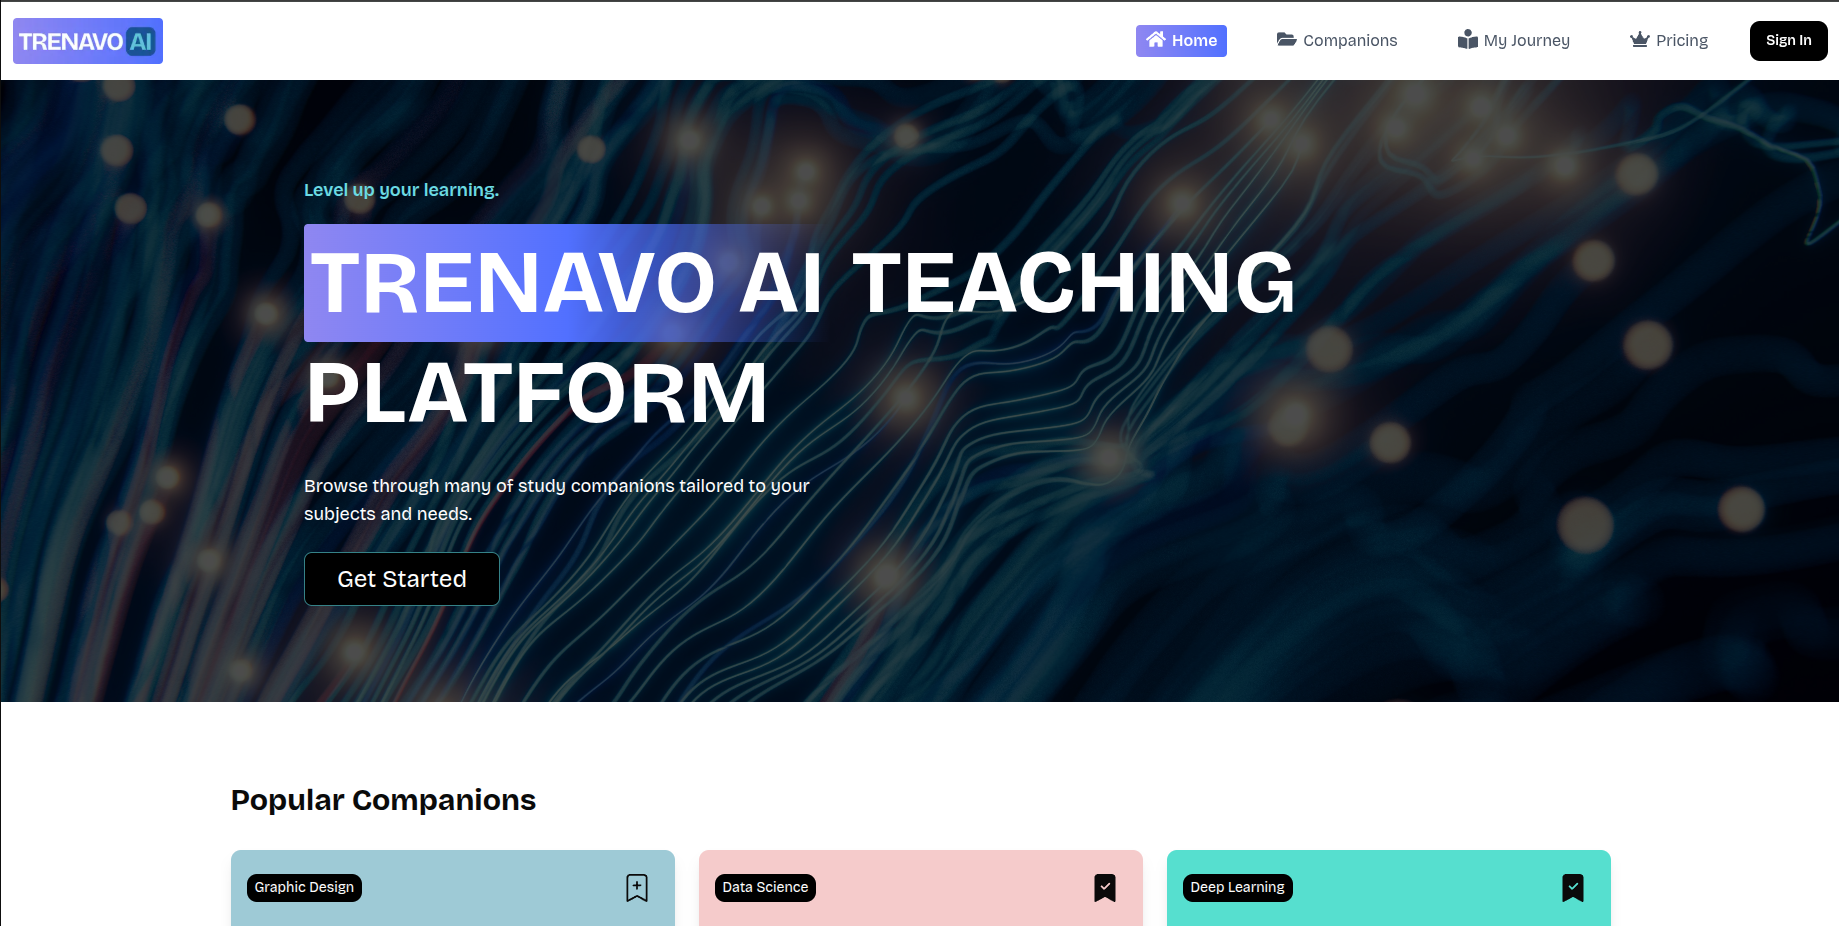 TRENAVO AI
Home
Companions
My Journey
Pricing
Sign In
Level up your learning.
TRENAVO AI TEACHING
PLATFORM
Browse through many of study companions tailored to your
subjects and needs.
Get Started
Popular Companions
Graphic Design
Data Science
Deep Learning